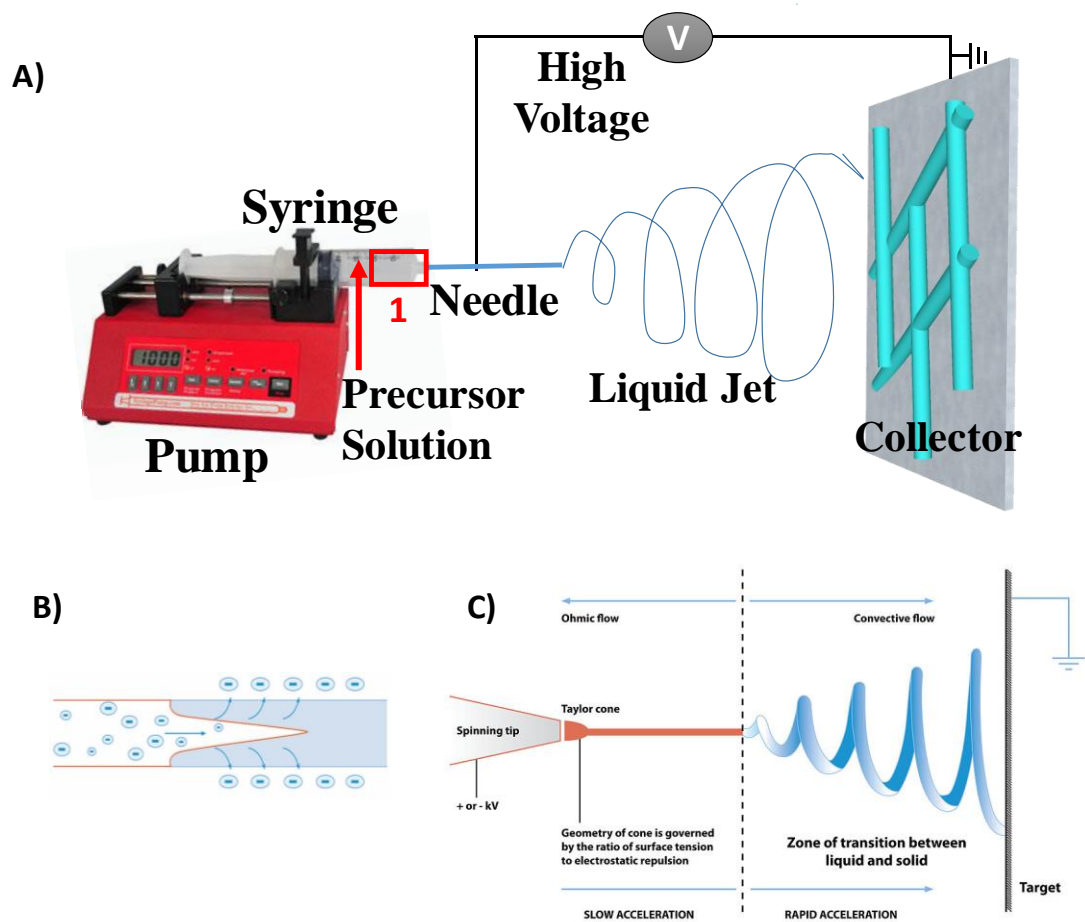 A)
V
High
Voltage
Syringe
1
Needle
1000
Precursor
Solution
Pump
Liquid Jet
Collector
B)
C)
Ohmic flow
Convective flow
Taylor cone
Spinning tip
+ or - kV
Geometry of cone is governed
by the ratio of surface tension
to electrostatic repulsion
Zone of transition between
liquid and solid
Target
SLOW ACCELERATION
RAPID ACCELERATION